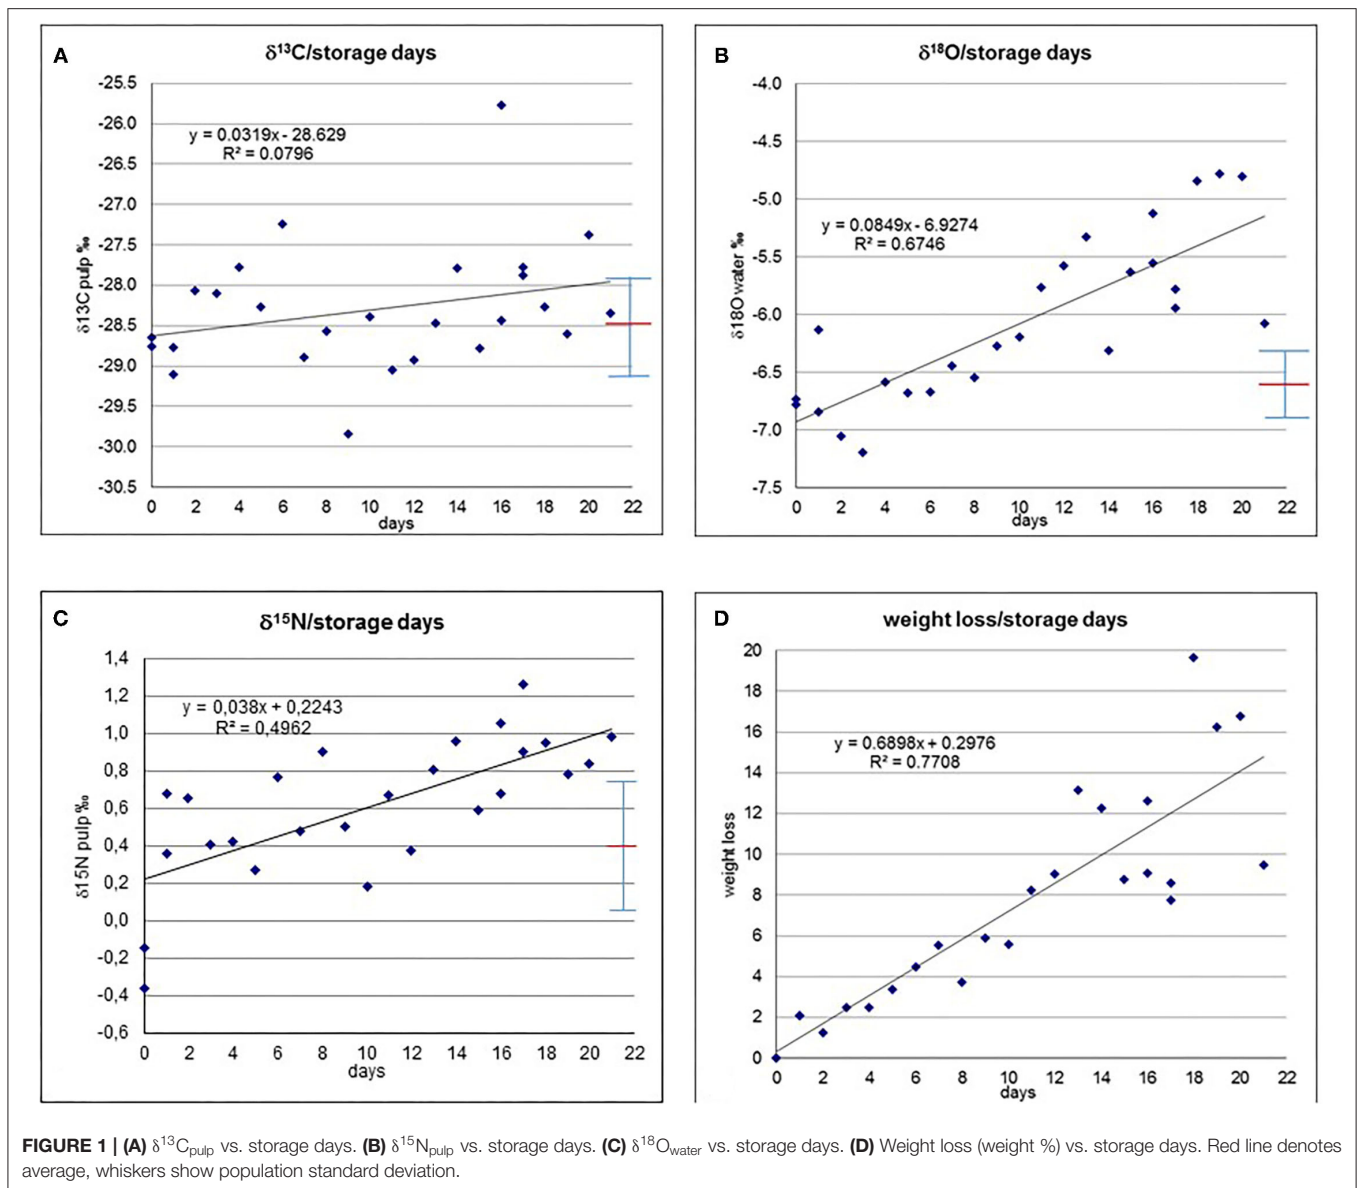 A
δ¹³C/storage days
-25.5
-26.0
-26.5
-27.0
-27.5
-28.0
-28.5
-29.0
-29.5
-30.0
-30.5
δ13C pulp ‰
y = 0.0319x - 28.629
R² = 0.0796
0 2 4 6 8 10 12 14 16 18 20 22
days
B
δ¹⁸O/storage days
-4.0
-4.5
-5.0
-5.5
-6.0
-6.5
-7.0
-7.5
δ18O water ‰
y = 0.0849x - 6.9274
R² = 0.6746
0 2 4 6 8 10 12 14 16 18 20 22
days
C
δ¹⁵N/storage days
1,4
1,2
1,0
0,8
0,6
0,4
0,2
0,0
-0,2
-0,4
-0,6
δ15N pulp ‰
y = 0,038x + 0,2243
R² = 0,4962
0 2 4 6 8 10 12 14 16 18 20 22
days
D
weight loss/storage days
20
18
16
14
12
10
8
6
4
2
0
weight loss
y = 0.6898x + 0.2976
R² = 0.7708
0 2 4 6 8 10 12 14 16 18 20 22
days
FIGURE 1 | (A) δ¹³Cpulp vs. storage days. (B) δ¹⁵Npulp vs. storage days. (C) δ¹⁸Owater vs. storage days. (D) Weight loss (weight %) vs. storage days. Red line denotes
average, whiskers show population standard deviation.